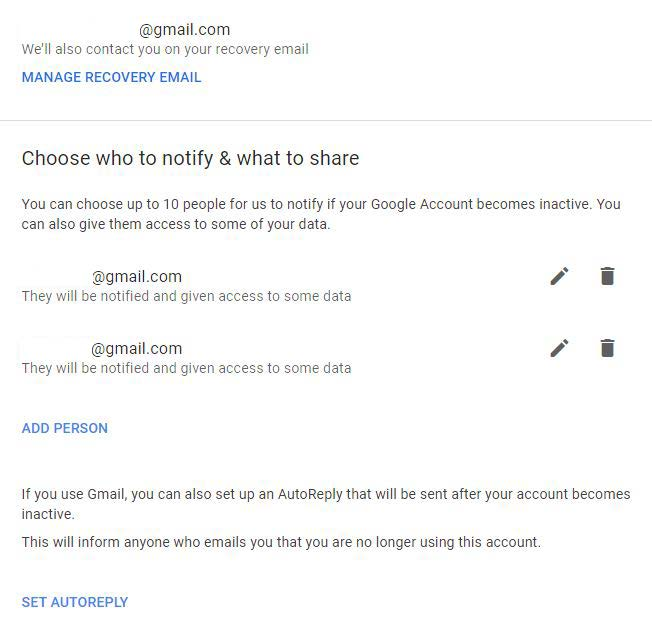 @gmail.com
We'll also contact you on your recovery email
MANAGE RECOVERY EMAIL
Choose who to notify & what to share
You can choose up to 10 people for us to notify if your Google Account becomes inactive. You
can also give them access to some of your data.
@gmail.com
They will be notified and given access to some data
@gmail.com
They will be notified and given access to some data
ADD PERSON
If you use Gmail, you can also set up an AutoReply that will be sent after your account becomes
inactive.
This will inform anyone who emails you that you are no longer using this account.
SET AUTOREPLY